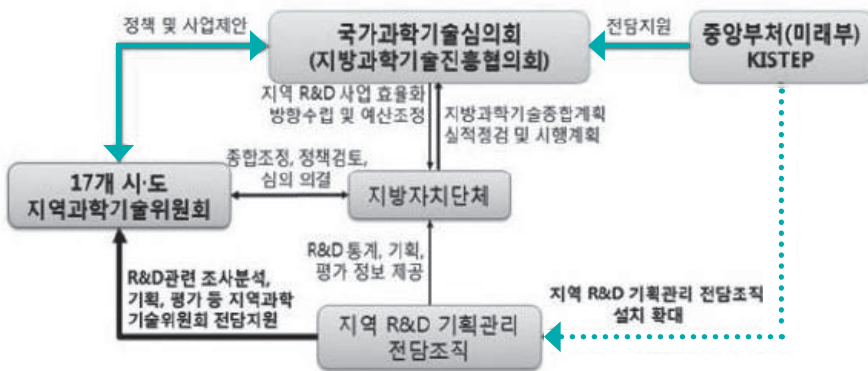 정책 및 사업제안
국가과학기술심의회
(지방과학기술진흥협의회)
전담지원
중앙부처(미래부)
KISTEP
지역 R&D 사업 효율화
방향수립 및 예산조정
지방과학기술종합계획
실적점검 및 시행계획
17개 시·도
지역과학기술위원회
종합조정, 정책검토,
심의 의결
지방자치단체
R&D관련 조사분석,
기획, 평가 등 지역과학
기술위원회 전담지원
R&D 통계, 기획,
평가 정보 제공
지역 R&D 기획관리 전담조직
설치 확대
지역 R&D 기획관리
전담조직